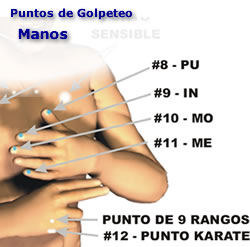 Puntos de Golpeteo
Manos
SENSIBLE
#8 - PU
#9 - IN
#10 - MO
#11 - ME
PUNTO DE 9 RANGOS
#12 - PUNTO KARATE